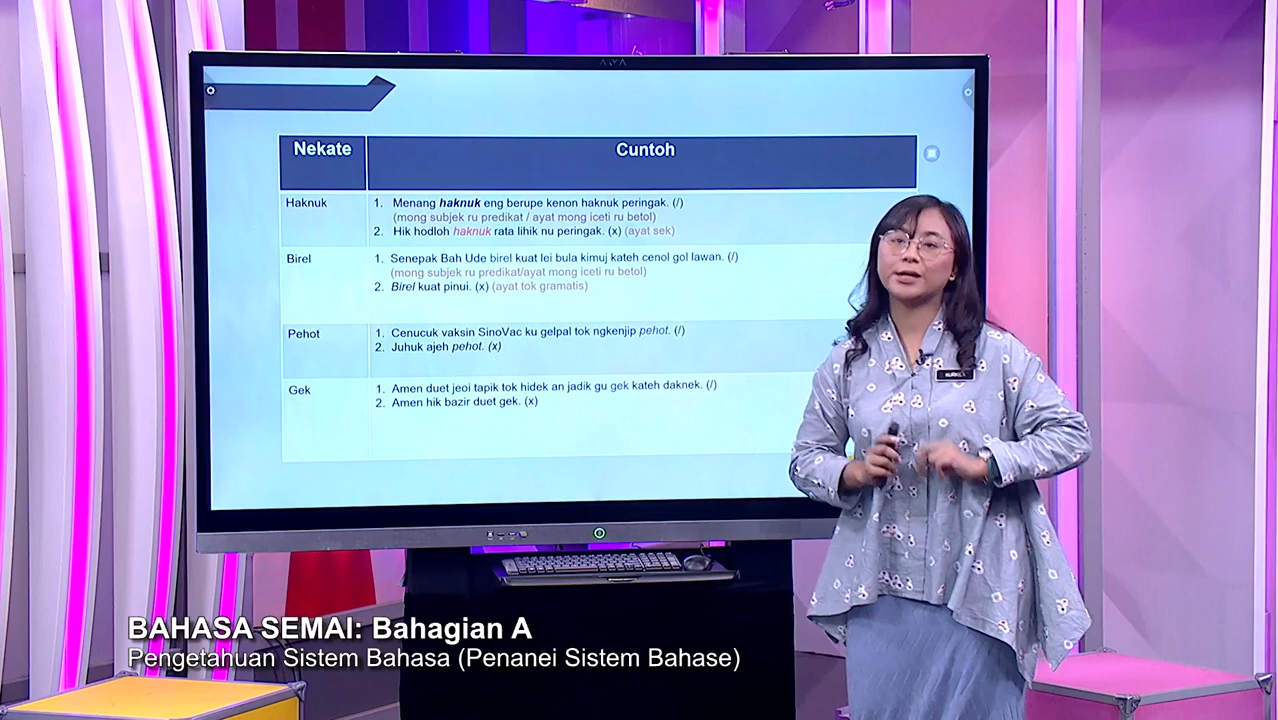 Nekate
Cuntoh
Haknuk
1. Menang haknuk eng berupe kenon haknuk peringak. (/)
(mong subjek ru predikat / ayat mong iceti ru betol)
2. Hik hodloh haknuk rata lihik nu peringak. (x) (ayat sek)
Birel
1. Senepak Bah Ude birel kuat lei bula kimuj kateh cenol gol lawan. (/)
(mong subjek ru predikat/ayat mong iceti ru betol)
2. Birel kuat pinui. (x) (ayat tok gramatis)
Pehot
1. Cenucuk vaksin SinoVac ku gelpal tok ngkenjip pehot. (/)
2. Juhuk ajeh pehot. (x)
Gek
1. Amen duet jeoi tapik tok hidek an jadik gu gek kateh daknek. (/)
2. Amen hik bazir duet gek. (x)
BAHASA SEMAI: Bahagian A
Pengetahuan Sistem Bahasa (Penanei Sistem Bahase)